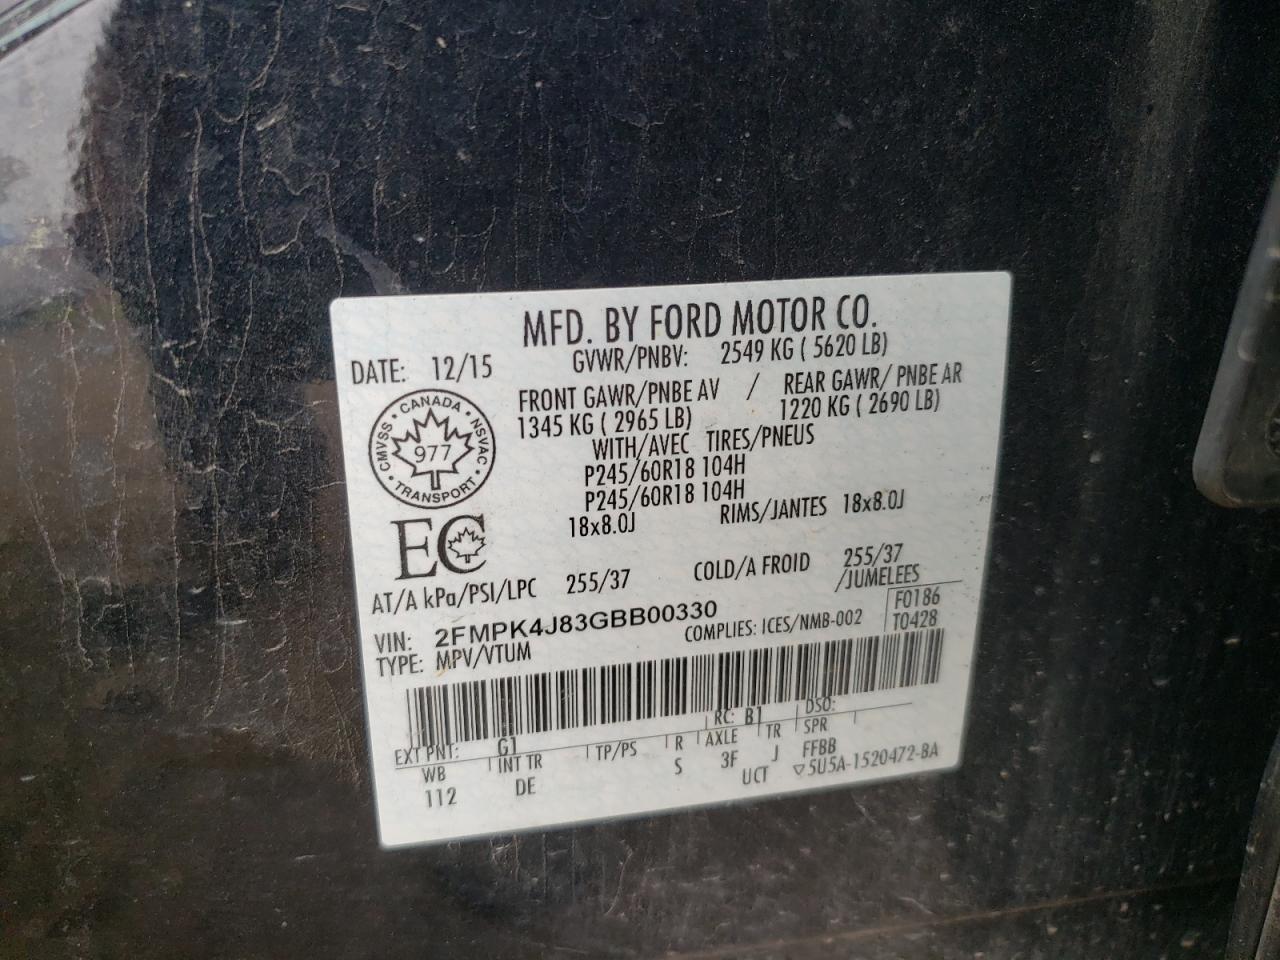 MFD. BY FORD MOTOR CO.
DATE: 12/15 GVWR/PNBV: 2549 KG ( 5620 LB)
FRONT GAWR/PNBE AV / REAR GAWR/ PNBE AR
1345 KG ( 2965 LB) 1220 KG ( 2690 LB)
WITH/AVEC TIRES/PNEUS
P245/60R18 104H
P245/60R18 104H
18x8.0J RIMS/JANTES 18x8.0J
CMVSS • CANADA • NSVAC • TRANSPORT •
977
EC
AT/A kPa/PSI/LPC 255/37 COLD/A FROID 255/37
/JUMELEES
VIN: 2FMPK4J83GBB00330
TYPE: MPV/VTUM COMPLIES: ICES/NMB-002
F0186
T0428
EXT PNT: G1 RC: B1 DSO:
WB INT TR TP/PS R AXLE TR SPR
112 DE S 3F J FFBB
UCT ▽5U5A-1520472-BA